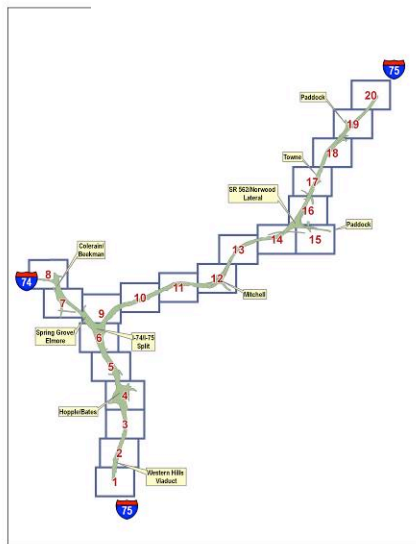 75
20
Paddock
19
18
Towne
17
SR 562/Norwood
Lateral
16
Paddock
15
14
13
Colerain/
Beekman
8
74
7
12
11
10
9
Mitchell
Spring Grove/
Elmore
6
I-74/I-75
Split
5
4
Hopple/Bates
3
2
Western Hills
Viaduct
1
75